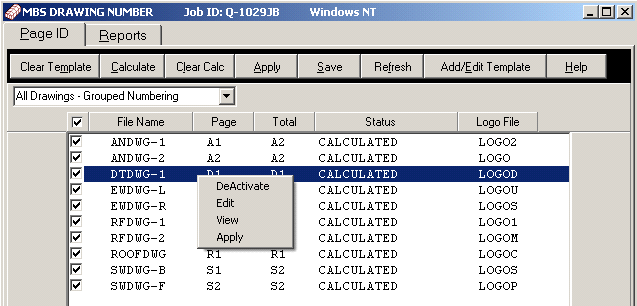 MBS DRAWING NUMBER Job ID: Q-1029JB Windows NT
Page ID Reports
Clear Template Calculate Clear Calc Apply Save Refresh Add/Edit Template Help
All Drawings - Grouped Numbering
File Name Page Total Status Logo File
ANDWG-1 A1 A2 CALCULATED LOGO2
ANDWG-2 A2 A2 CALCULATED LOGO
DTDWG-1 D1 D1 CALCULATED LOGOD
DeActivate
EWDWG-L CALCULATED LOGOU
Edit
EWDWG-R CALCULATED LOGOS
View
RFDWG-1 CALCULATED LOGO1
Apply
RFDWG-2 CALCULATED LOGOM
ROOFDWG R1 R1 CALCULATED LOGOC
SWDWG-B S1 S2 CALCULATED LOGOS
SWDWG-F S2 S2 CALCULATED LOGOP